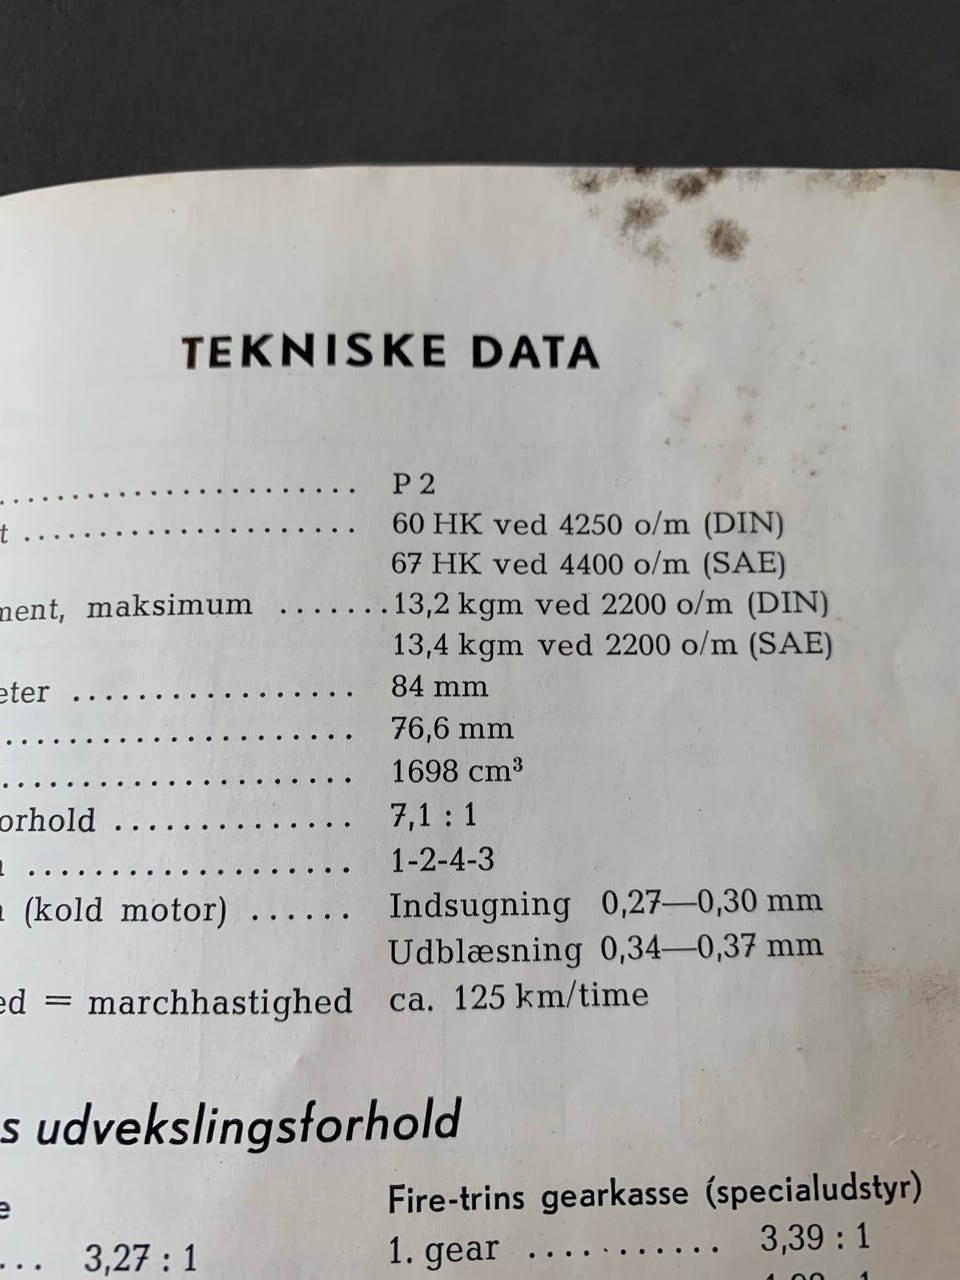 TEKNISKE DATA
........................ P 2
t ..................... 60 HK ved 4250 o/m (DIN)
67 HK ved 4400 o/m (SAE)
ment, maksimum .......13,2 kgm ved 2200 o/m (DIN)
13,4 kgm ved 2200 o/m (SAE)
eter ................. 84 mm
..................... 76,6 mm
..................... 1698 cm³
orhold .............. 7,1 : 1
................... 1-2-4-3
(kold motor) ...... Indsugning 0,27—0,30 mm
Udblæsning 0,34—0,37 mm
ed = marchhastighed ca. 125 km/time
s udvekslingsforhold
e
... 3,27 : 1
Fire-trins gearkasse (specialudstyr)
1. gear ........... 3,39 : 1